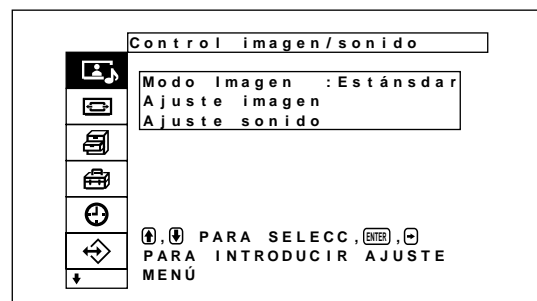 Control imagen/sonido
Modo Imagen :Estánsdar
Ajuste imagen
Ajuste sonido
, PARA SELECC, ENTER ,
PARA INTRODUCIR AJUSTE
MENÚ